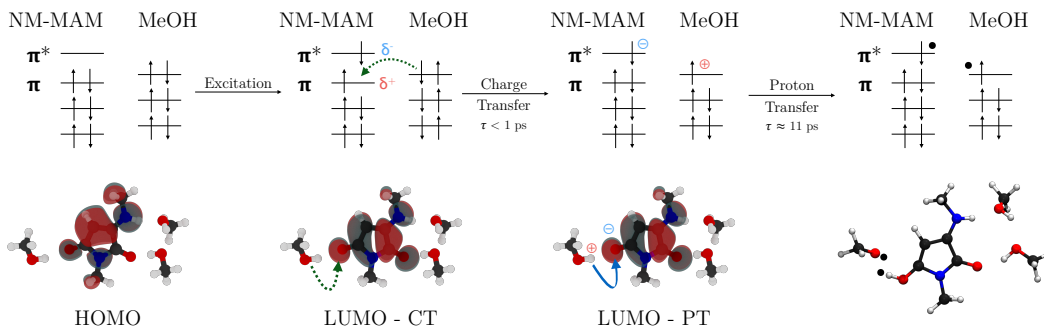 NM-MAM MeOH NM-MAM MeOH NM-MAM MeOH NM-MAM MeOH
π* π* δ- π* ⊖ π*
π Excitation π δ+ Charge π ⊕ Proton π
Transfer Transfer
τ < 1 ps τ ≈ 11 ps
⊖
⊕
HOMO LUMO - CT LUMO - PT